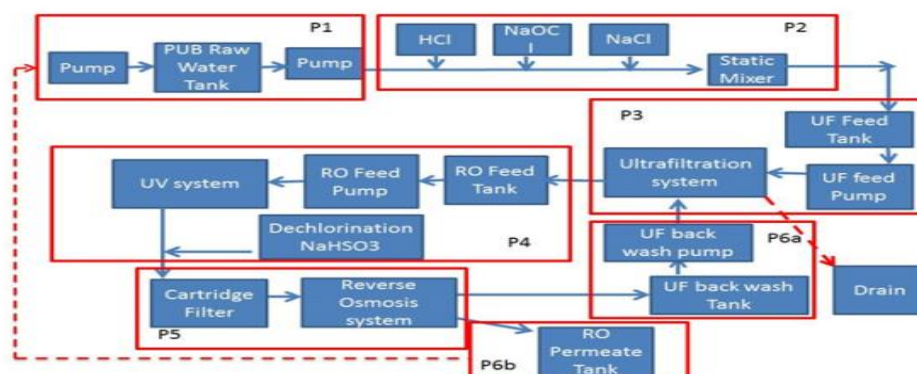 P1
Pump
PUB Raw
Water
Tank
Pump
HCl
NaOC
l
NaCl
P2
Static
Mixer
P3
UF Feed
Tank
Ultrafiltration
system
UF feed
Pump
UV system
RO Feed
Pump
RO Feed
Tank
Dechlorination
NaHSO3
P4
UF back
wash pump
P6a
UF back wash
Tank
Drain
Cartridge
Filter
Reverse
Osmosis
system
P5
RO
Permeate
Tank
P6b